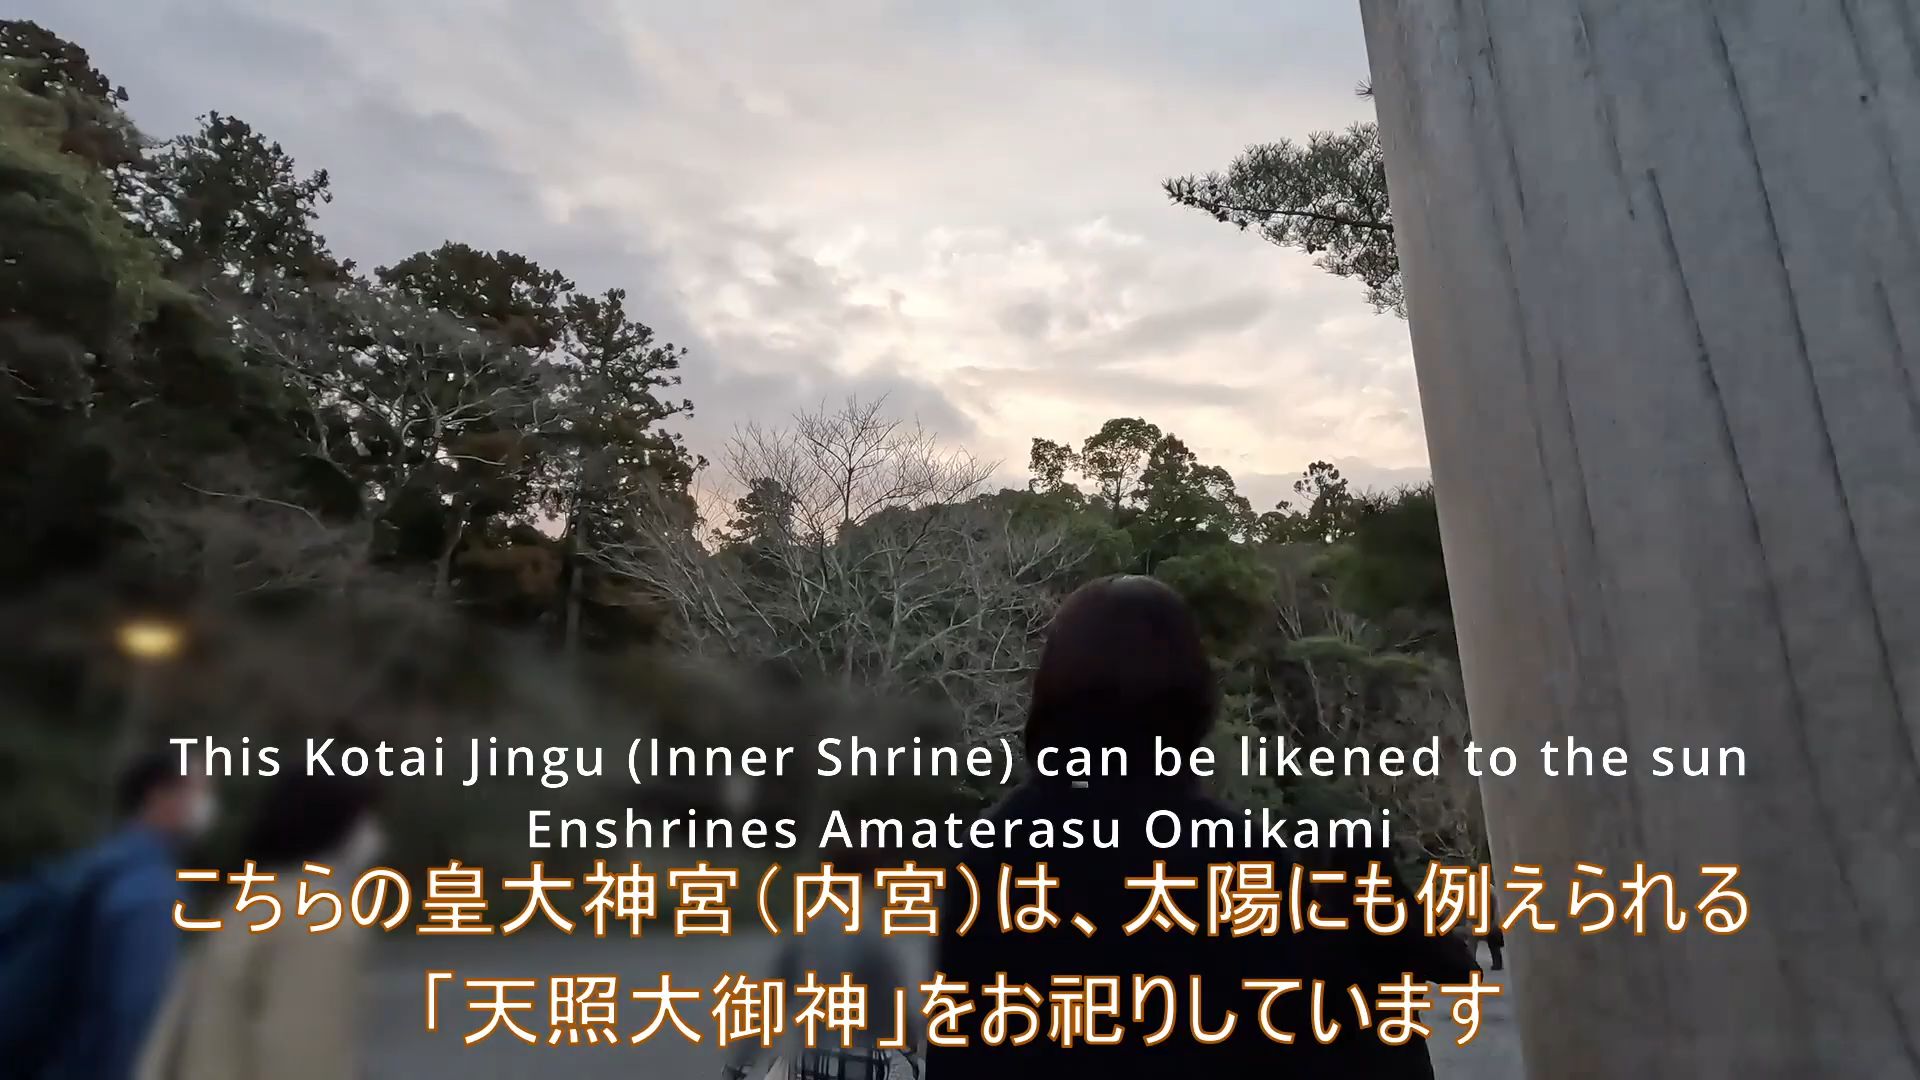 This Kotai Jingu (Inner Shrine) can be likened to the sun
Enshrines Amaterasu Omikami
こちらの皇大神宮(内宮)は、太陽にも例えられる
「天照大御神」をお祀りしています